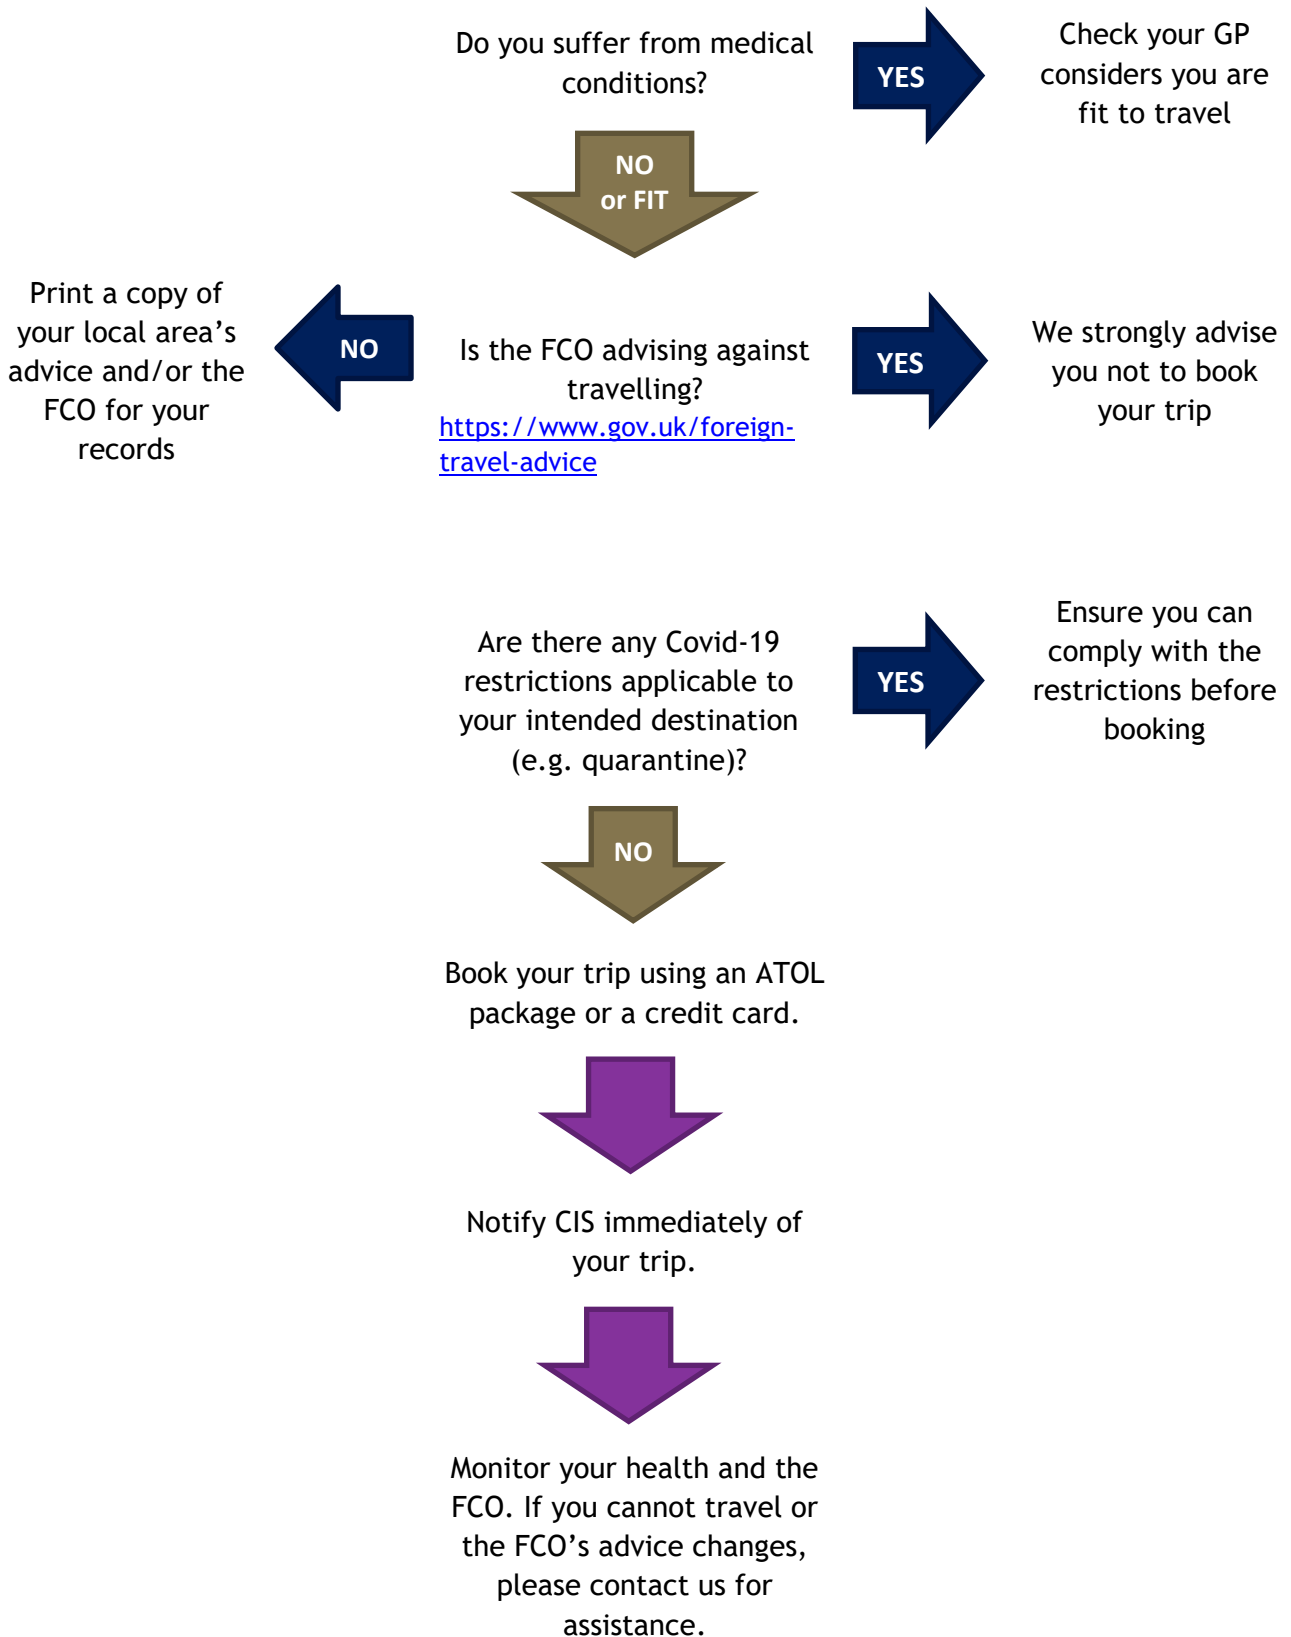 Do you suffer from medical
conditions?
YES
Check your GP
considers you are
fit to travel
NO
or FIT
Print a copy of
your local area’s
advice and/or the
FCO for your
records
NO
Is the FCO advising against
travelling?
https://www.gov.uk/foreign-
travel-advice
YES
We strongly advise
you not to book
your trip
Are there any Covid-19
restrictions applicable to
your intended destination
(e.g. quarantine)?
YES
Ensure you can
comply with the
restrictions before
booking
NO
Book your trip using an ATOL
package or a credit card.
Notify CIS immediately of
your trip.
Monitor your health and the
FCO. If you cannot travel or
the FCO’s advice changes,
please contact us for
assistance.